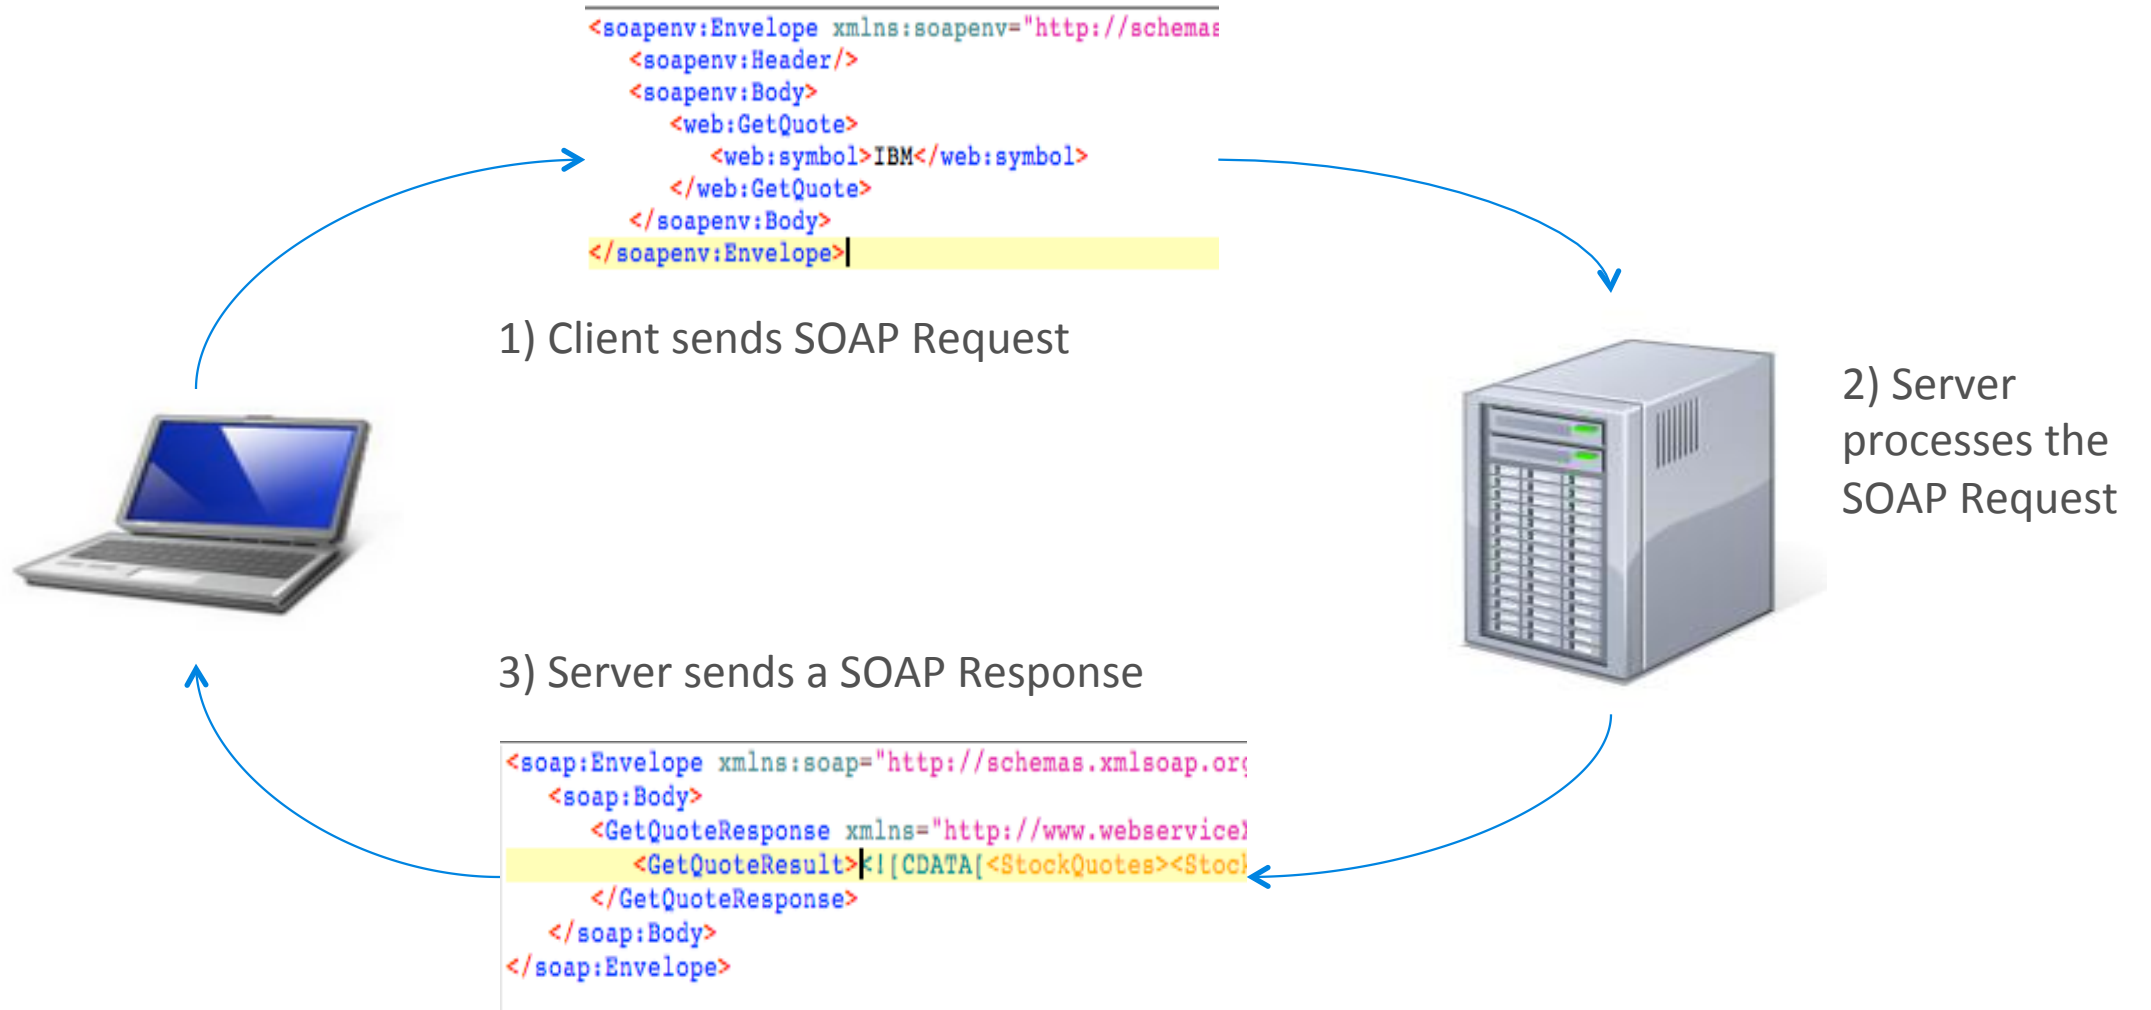 <soapenv:Envelope xmlns:soapenv="http://schemas
<soapenv:Header/>
<soapenv:Body>
<web:GetQuote>
<web:symbol>IBM</web:symbol>
</web:GetQuote>
</soapenv:Body>
</soapenv:Envelope>
1) Client sends SOAP Request
2) Server
processes the
SOAP Request
3) Server sends a SOAP Response
<soap:Envelope xmlns:soap="http://schemas.xmlsoap.org
<soap:Body>
<GetQuoteResponse xmlns="http://www.webserviceX
<GetQuoteResult><![CDATA[<StockQuotes><Stock
</GetQuoteResponse>
</soap:Body>
</soap:Envelope>